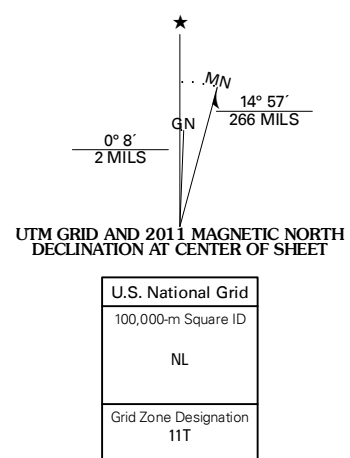 MN
14° 57´
266 MILS
GN
0° 8´
2 MILS
UTM GRID AND 2011 MAGNETIC NORTH
DECLINATION AT CENTER OF SHEET
U.S. National Grid
100,000-m Square ID
NL
Grid Zone Designation
11T